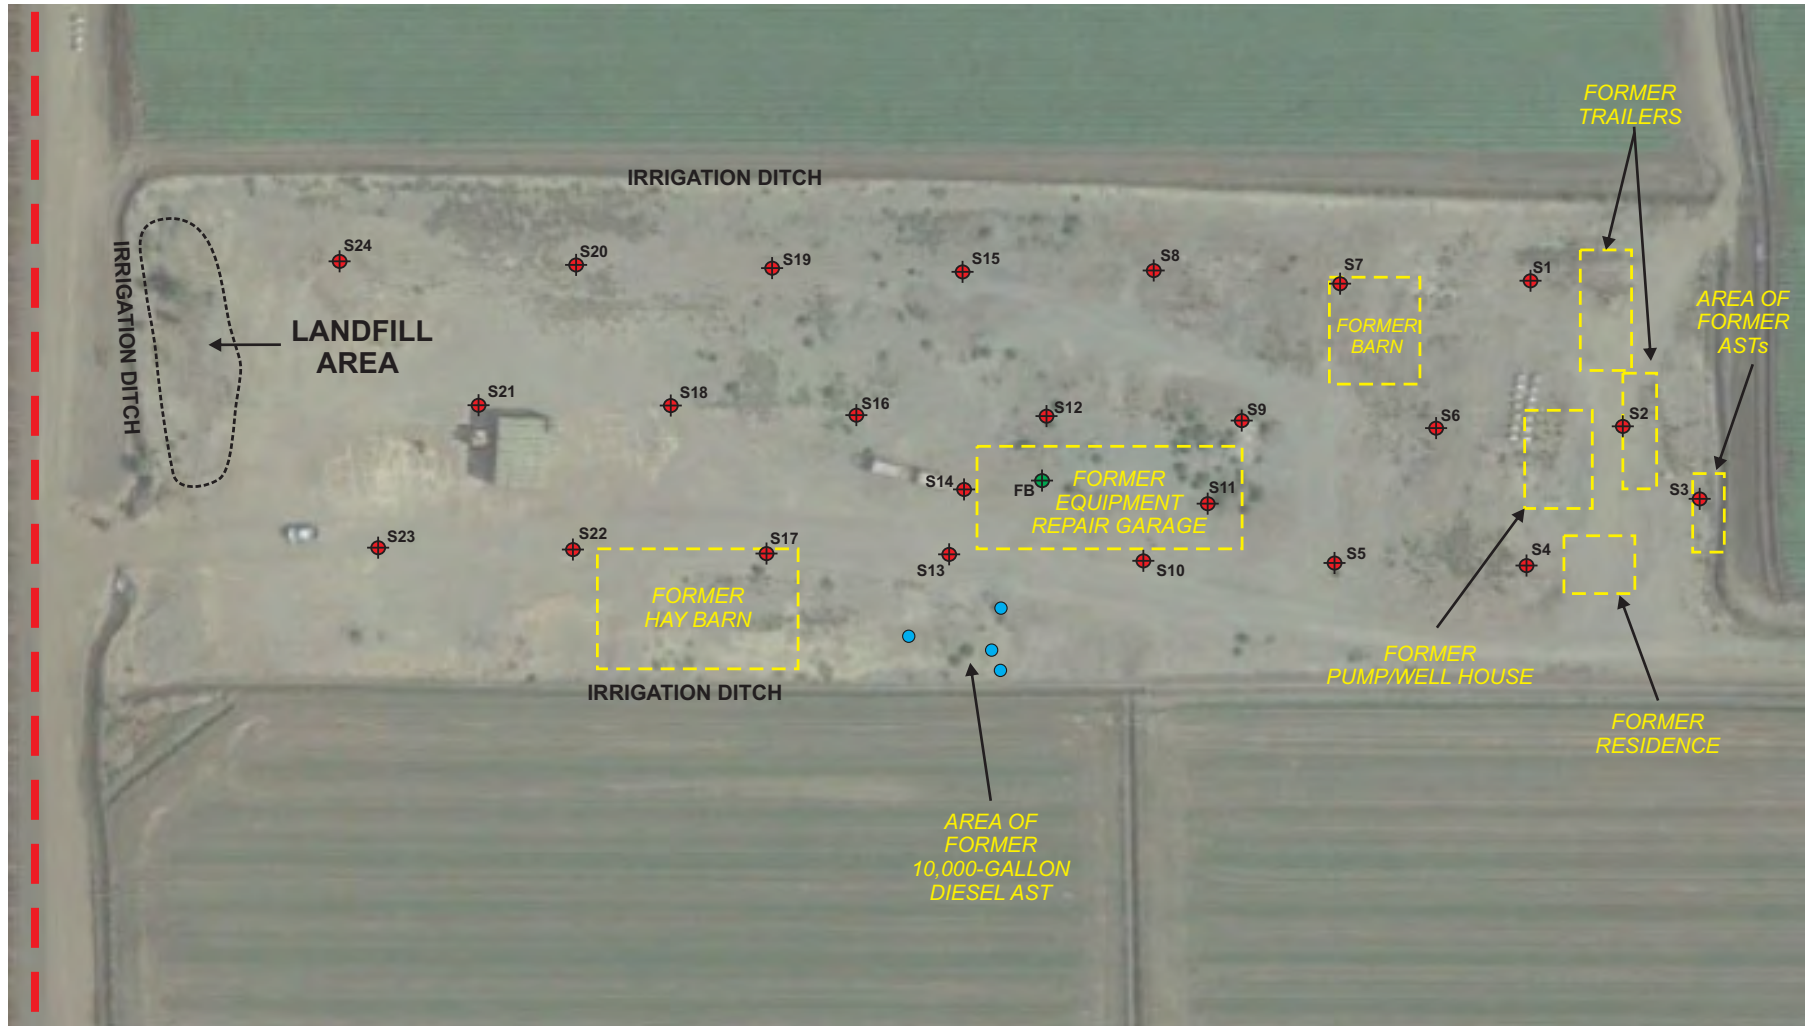 FORMER
TRAILERS
IRRIGATION DITCH
S24
S20
S19
S15
S8
S7
S1
IRRIGATION DITCH
LANDFILL
AREA
FORMER
BARN
AREA OF
FORMER
ASTs
S21
S18
S16
S12
S9
S6
S2
S14
FB
FORMER
EQUIPMENT
REPAIR GARAGE
S11
S3
S23
S22
S17
S13
S10
S5
S4
FORMER
HAY BARN
IRRIGATION DITCH
FORMER
PUMP/WELL HOUSE
FORMER
RESIDENCE
AREA OF
FORMER
10,000-GALLON
DIESEL AST